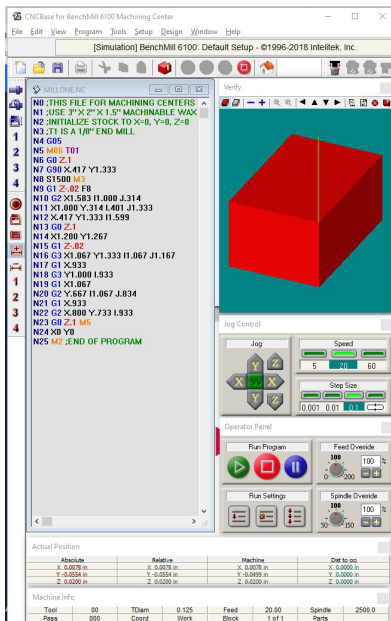 CNCBase for BenchMill 6100 Machining Center
File Edit View Program Tools Setup Design Window Help
[Simulation] BenchMill 6100: Default Setup - ©1996-2018 Intelitek, Inc.
MILLONE.NC
N0 ;THIS FILE FOR MACHINING CENTERS
N1 ;USE 3" X 2" X 1.5" MACHINABLE WAX
N2 ;INITIALIZE STOCK TO X=0, Y=0, Z=0
N3 ;T1 IS A 1/8" END MILL
N4 G05
N5 M06 T01
N6 G0 Z.1
N7 G90 X.417 Y1.333
N8 S1500 M3
N9 G1 Z-.02 F8
N10 G2 X1.583 I1.000 J.314
N11 X1.000 Y.314 I.401 J1.333
N12 X.417 Y1.333 I1.599
N13 G0 Z.1
N14 X1.200 Y1.267
N15 G1 Z-.02
N16 G3 X1.067 Y1.333 I1.067 J1.167
N17 G1 X.933
N18 G3 Y1.000 I.933
N19 G1 X1.067
N20 G2 Y.667 I1.067 J.834
N21 G1 X.933
N22 G2 X.800 Y.733 I.933
N23 G0 Z.1 M5
N24 X0 Y0
N25 M2 ;END OF PROGRAM
1
2
3
4
1
2
3
4
Verify
Jog Control
Jog
Y
Z
X
X
Y
Z
Speed
5 20 60
Step Size
0.001 0.01 0.1
Operator Panel
Run Program
Feed Override
100
0 200
100 %
Run Settings
Spindle Override
100
50 150
100 %
Actual Position
Absolute Relative Machine Dist to go
X 0.0078 in X 0.0078 in X 0.0078 in X 0.0000 in
Y -0.0554 in Y -0.0554 in Y -0.0499 in Y 0.0000 in
Z 0.0200 in Z 0.0200 in Z 0.0200 in Z 0.0000 in
Machine Info
Tool 00 TDiam 0.125 Feed 20.00 Spindle 2500.0
Pass 000 Coord Work Block 1 of 1 Parts